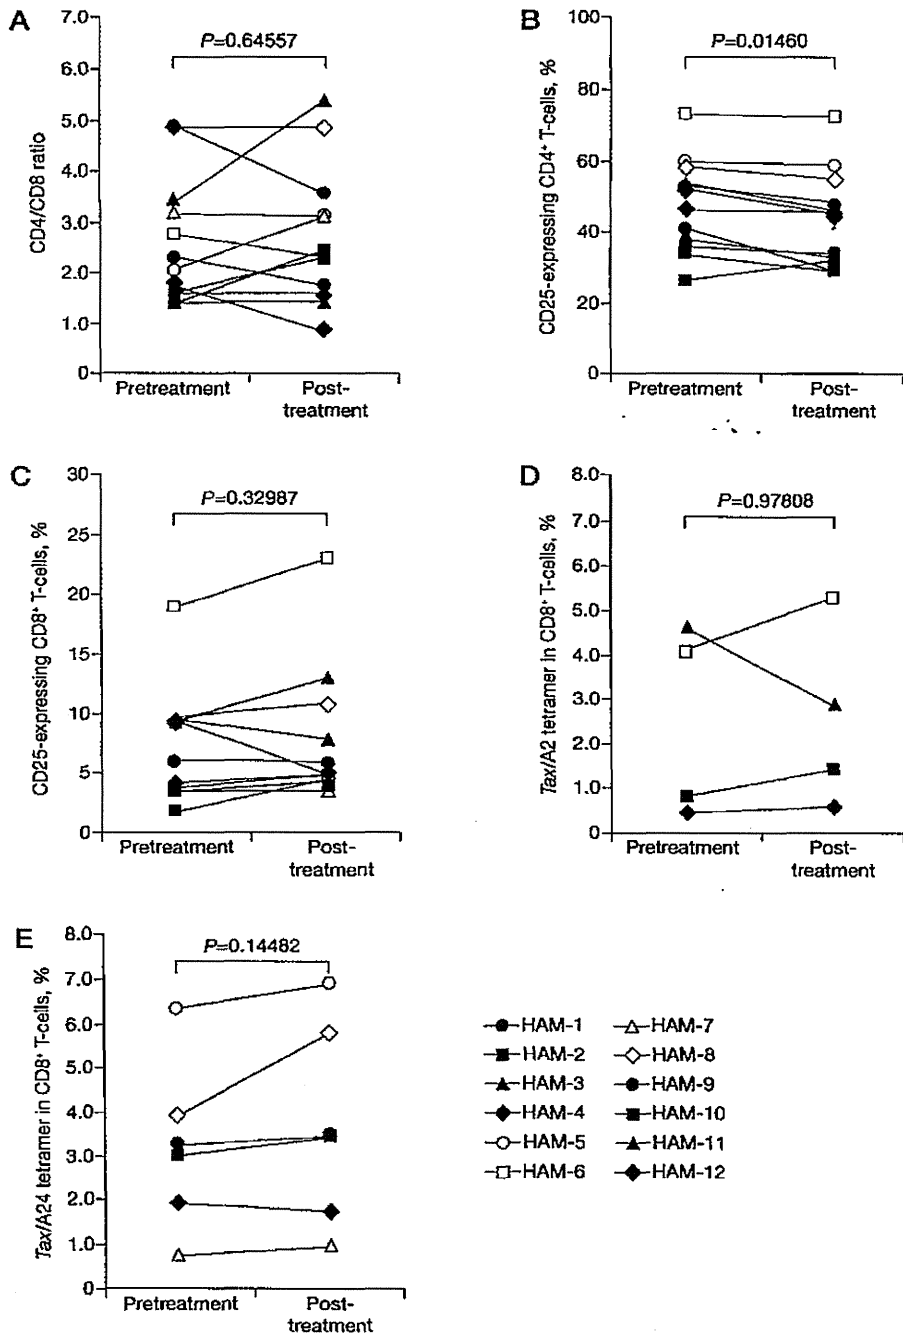 A
P=0.64557
CD4/CD8 ratio
7.0
6.0
5.0
4.0
3.0
2.0
1.0
0
Pretreatment
Post-
treatment
B
P=0.01460
CD25-expressing CD4+ T-cells, %
100
80
60
40
20
0
Pretreatment
Post-
treatment
C
P=0.32987
CD25-expressing CD8+ T-cells, %
30
25
20
15
10
5
0
Pretreatment
Post-
treatment
D
P=0.97808
Tax/A2 tetramer in CD8+ T-cells, %
8.0
7.0
6.0
5.0
4.0
3.0
2.0
1.0
0
Pretreatment
Post-
treatment
E
P=0.14482
Tax/A24 tetramer in CD8+ T-cells, %
8.0
7.0
6.0
5.0
4.0
3.0
2.0
1.0
0
Pretreatment
Post-
treatment
HAM-1
HAM-2
HAM-3
HAM-4
HAM-5
HAM-6
HAM-7
HAM-8
HAM-9
HAM-10
HAM-11
HAM-12